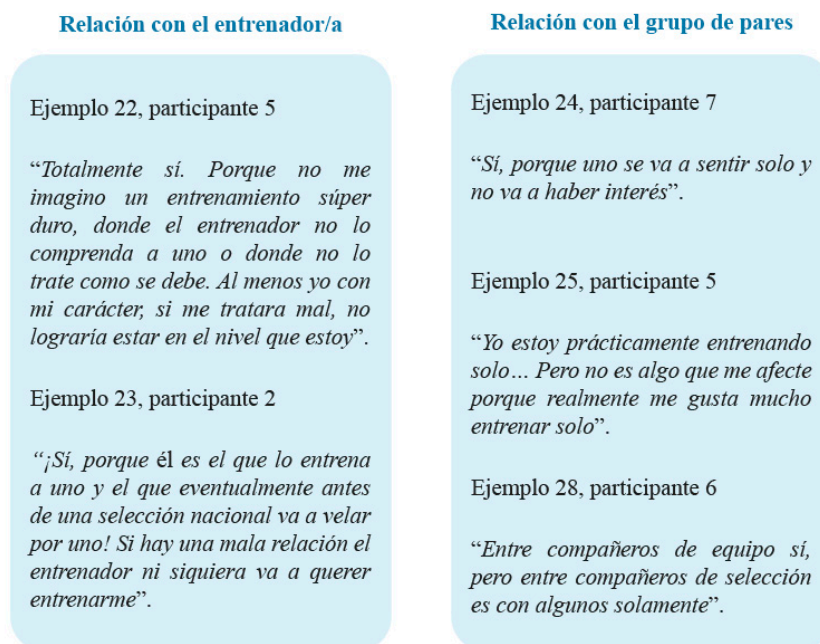 Relación con el entrenador/a
Ejemplo 22, participante 5
“Totalmente sí. Porque no me
imagino un entrenamiento súper
duro, donde el entrenador no lo
comprenda a uno o donde no lo
trate como se debe. Al menos yo con
mi carácter, si me tratara mal, no
lograría estar en el nivel que estoy”.
Ejemplo 23, participante 2
“¡Sí, porque él es el que lo entrena
a uno y el que eventualmente antes
de una selección nacional va a velar
por uno! Si hay una mala relación el
entrenador ni siquiera va a querer
entrenarme”.
Relación con el grupo de pares
Ejemplo 24, participante 7
“Sí, porque uno se va a sentir solo y
no va a haber interés”.
Ejemplo 25, participante 5
“Yo estoy prácticamente entrenando
solo… Pero no es algo que me afecte
porque realmente me gusta mucho
entrenar solo”.
Ejemplo 28, participante 6
“Entre compañeros de equipo sí,
pero entre compañeros de selección
es con algunos solamente”.